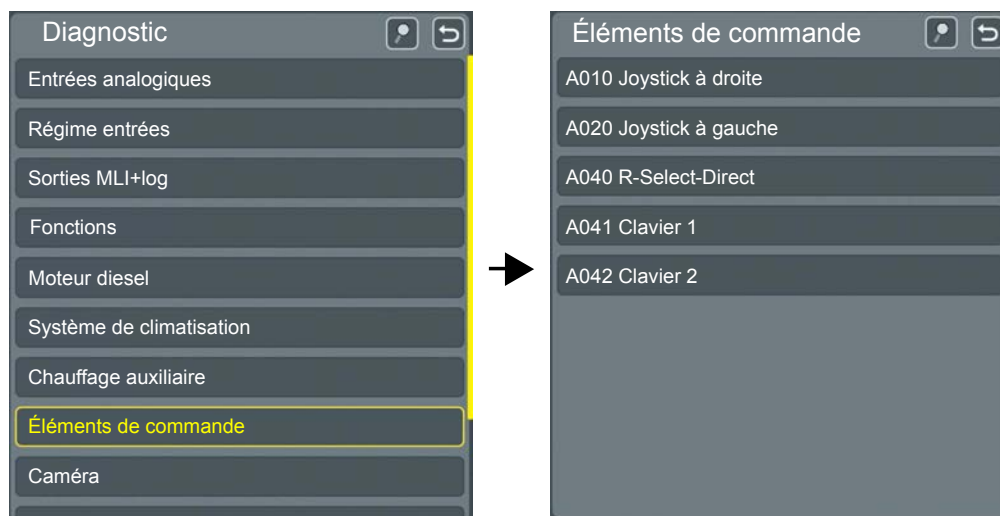 Diagnostic
Entrées analogiques
Régime entrées
Sorties MLI+log
Fonctions
Moteur diesel
Système de climatisation
Chauffage auxiliaire
Éléments de commande
Caméra
Éléments de commande
A010 Joystick à droite
A020 Joystick à gauche
A040 R-Select-Direct
A041 Clavier 1
A042 Clavier 2